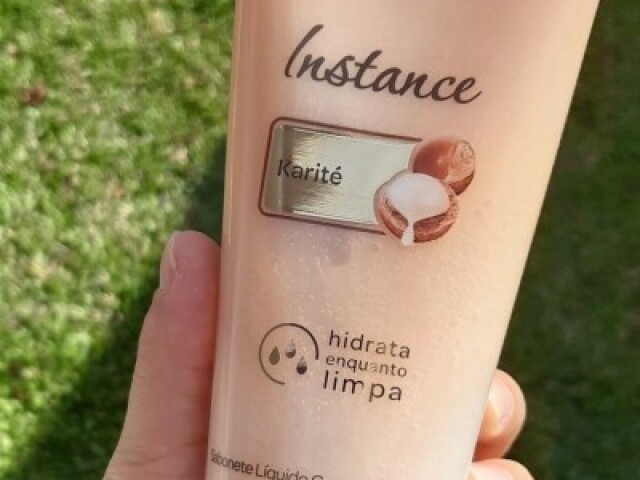 Instance
Karité
hidrata
enquanto
limpa
Sabonete Líquido